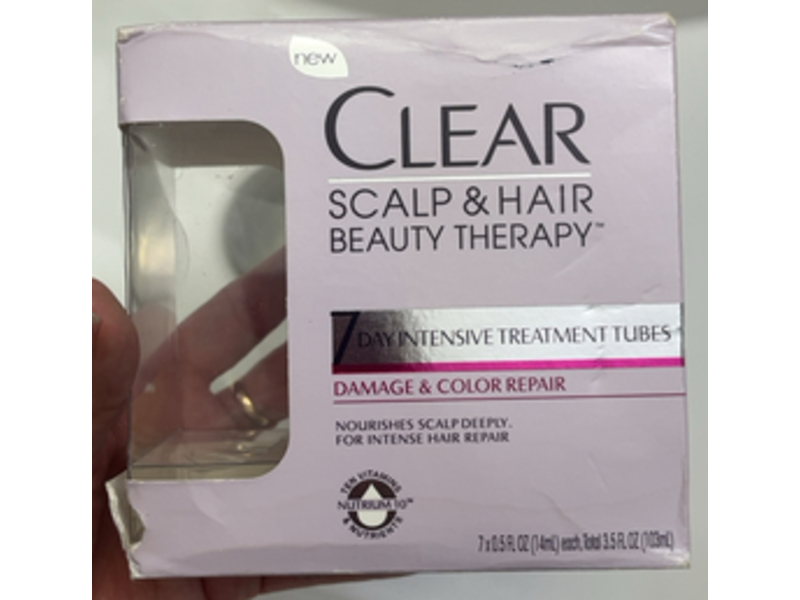 new
CLEAR
SCALP & HAIR
BEAUTY THERAPY™
7 DAY INTENSIVE TREATMENT TUBES
DAMAGE & COLOR REPAIR
NOURISHES SCALP DEEPLY.
FOR INTENSE HAIR REPAIR
TEN VITAMINS
NUTRIUM 10™
& NUTRIENTS
7 x 0.5 FL OZ (14mL) each, Total 3.5 FL OZ (103mL)